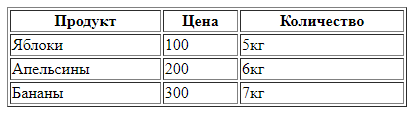 Продукт Цена Количество
Яблоки 100 5кг
Апельсины 200 6кг
Бананы 300 7кг